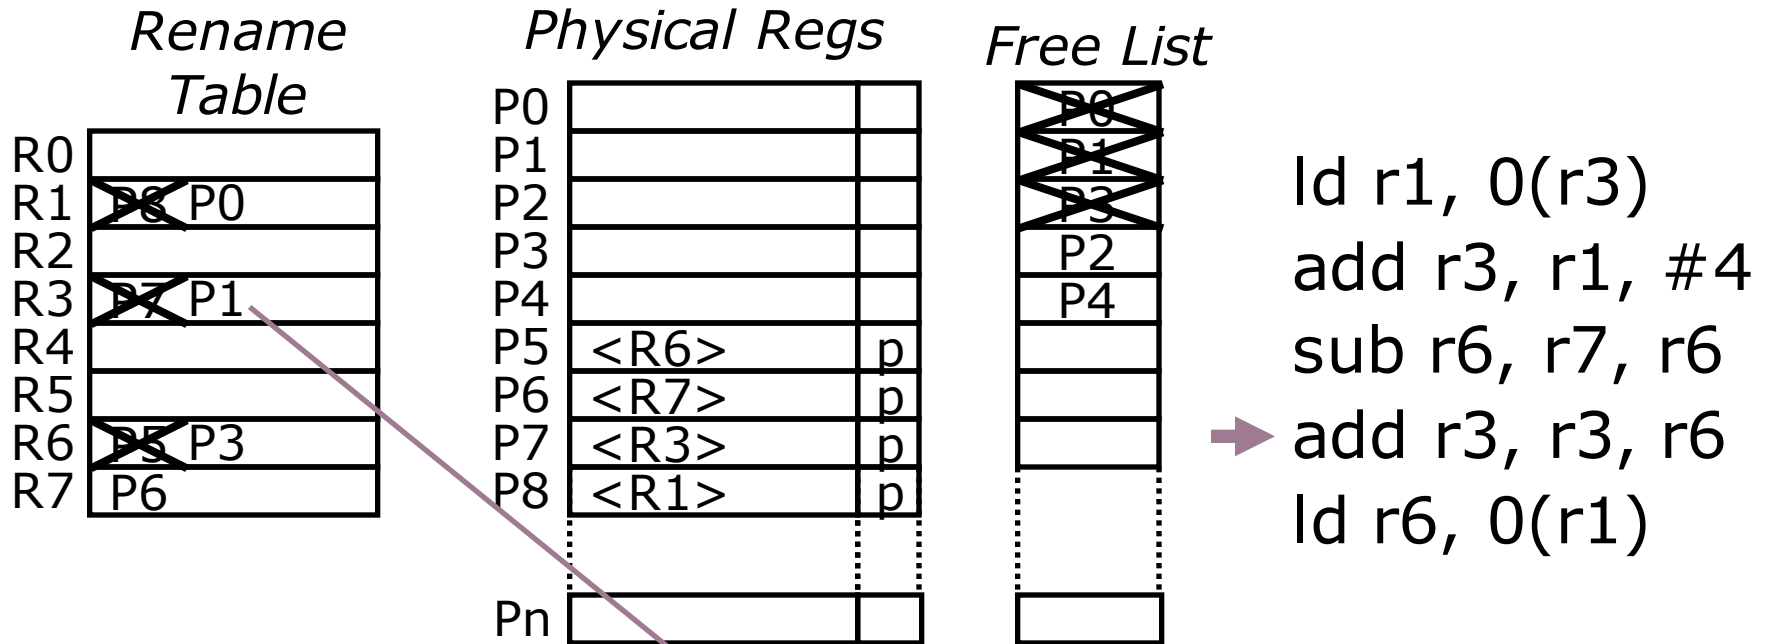 Rename
Table
R0
R1 P8 P0
R2
R3 P7 P1
R4
R5
R6 P5 P3
R7 P6
Physical Regs
P0
P1
P2
P3
P4
P5 <R6> p
P6 <R7> p
P7 <R3> p
P8 <R1> p
Pn
Free List
P0
P1
P3
P2
P4
ld r1, 0(r3)
add r3, r1, #4
sub r6, r7, r6
add r3, r3, r6
ld r6, 0(r1)